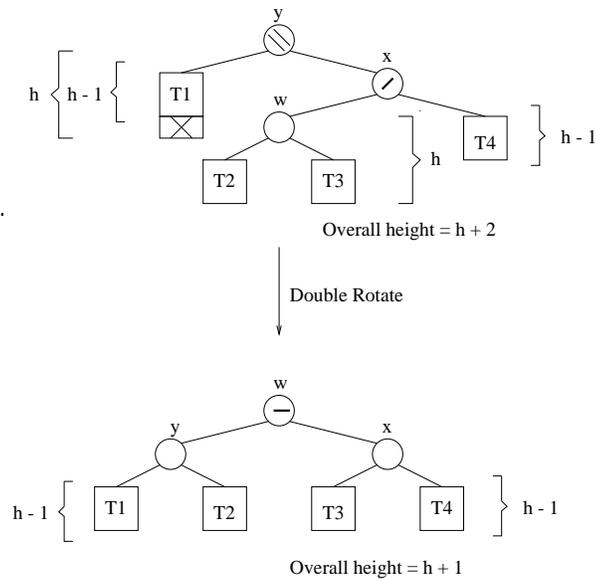 y
x
h
h - 1
T1
w
T4
h - 1
T2
T3
h
.
Overall height = h + 2
Double Rotate
w
y
x
h - 1
T1
T2
T3
T4
h - 1
Overall height = h + 1